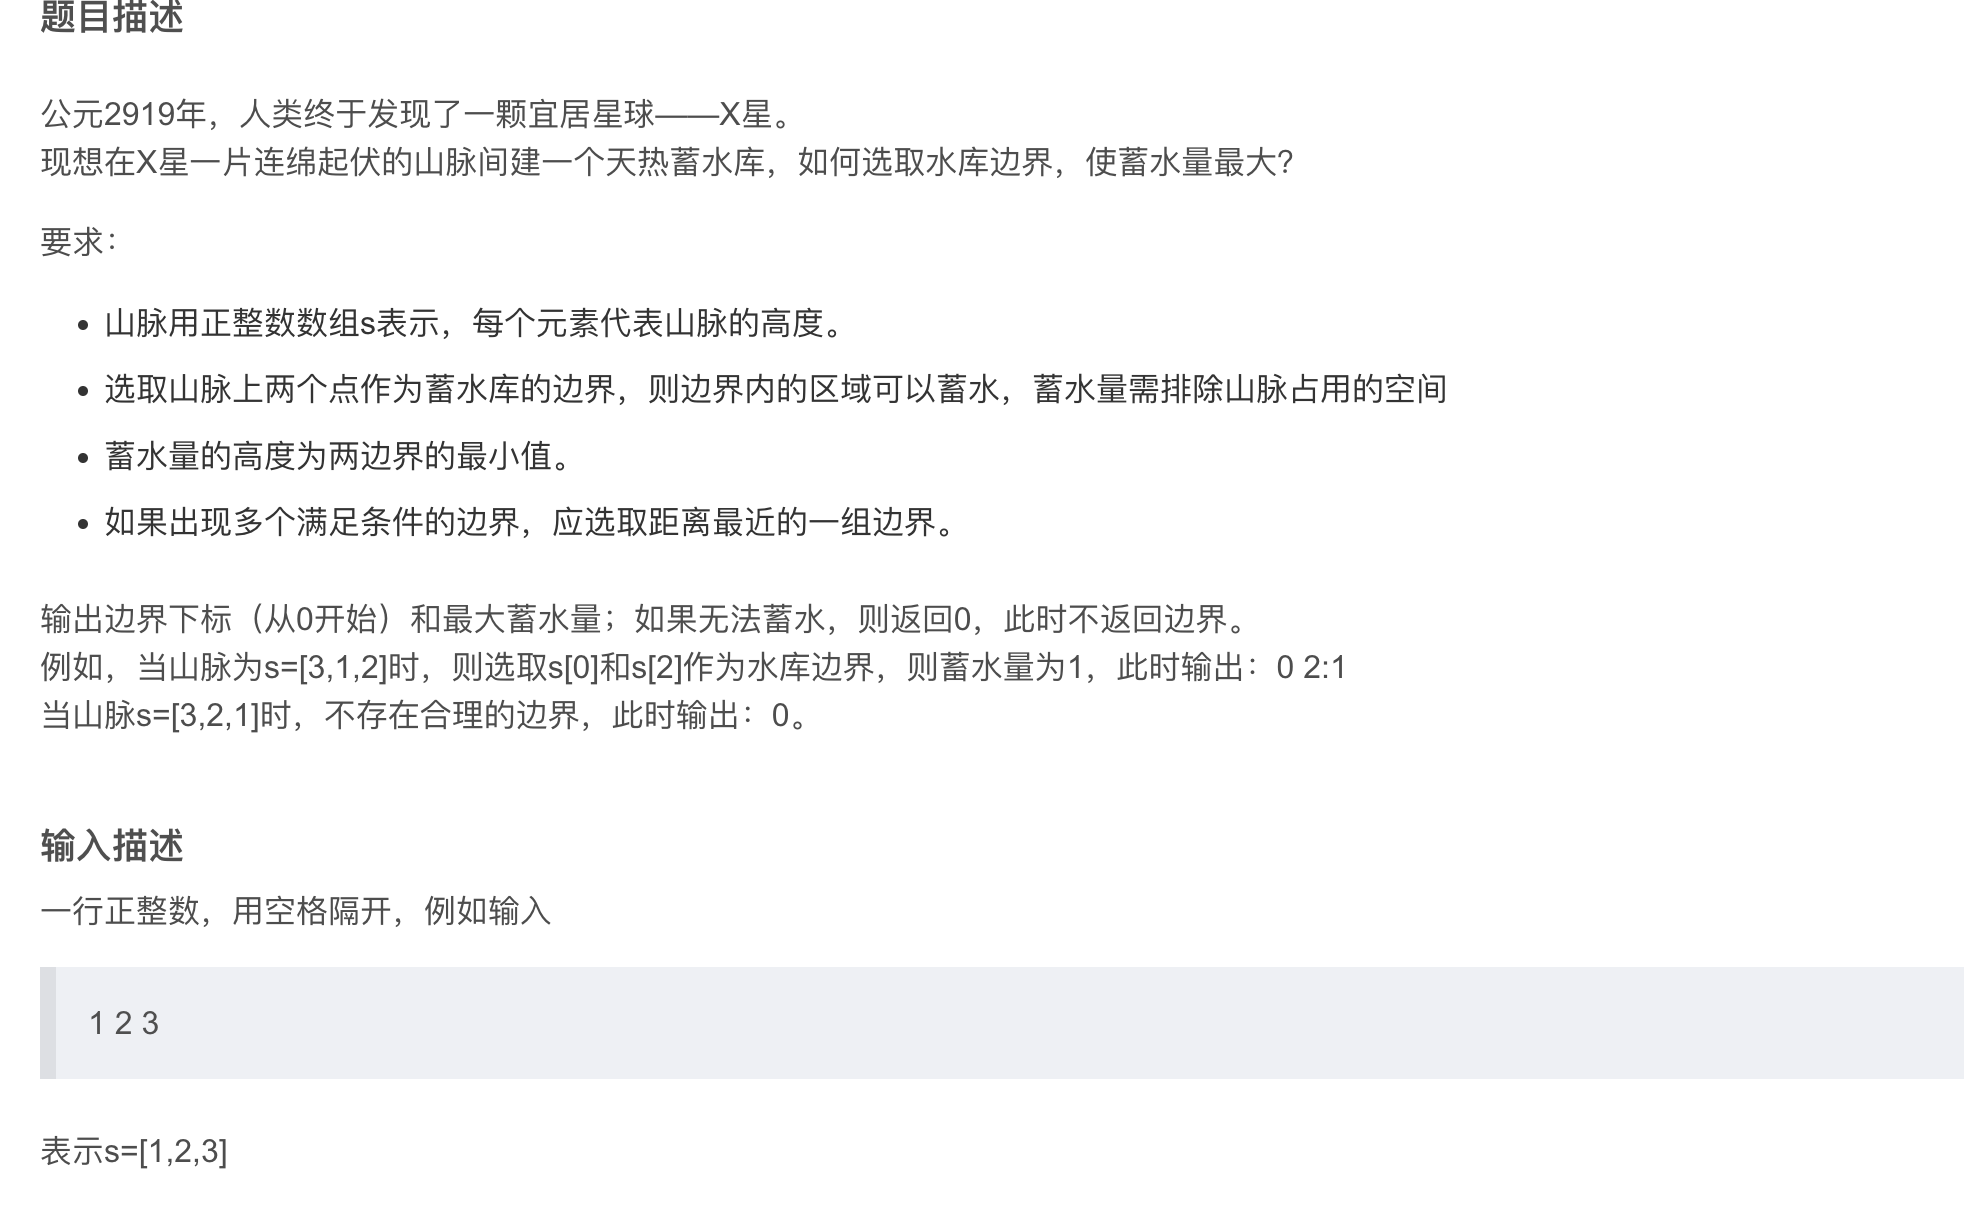 题目描述
公元2919年，人类终于发现了一颗宜居星球——X星。
现想在X星一片连绵起伏的山脉间建一个天热蓄水库，如何选取水库边界，使蓄水量最大？
要求：
• 山脉用正整数数组s表示，每个元素代表山脉的高度。
• 选取山脉上两个点作为蓄水库的边界，则边界内的区域可以蓄水，蓄水量需排除山脉占用的空间
• 蓄水量的高度为两边界的最小值。
• 如果出现多个满足条件的边界，应选取距离最近的一组边界。
输出边界下标（从0开始）和最大蓄水量；如果无法蓄水，则返回0，此时不返回边界。
例如，当山脉为s=[3,1,2]时，则选取s[0]和s[2]作为水库边界，则蓄水量为1，此时输出：0 2:1
当山脉s=[3,2,1]时，不存在合理的边界，此时输出：0。
输入描述
一行正整数，用空格隔开，例如输入
1 2 3
表示s=[1,2,3]